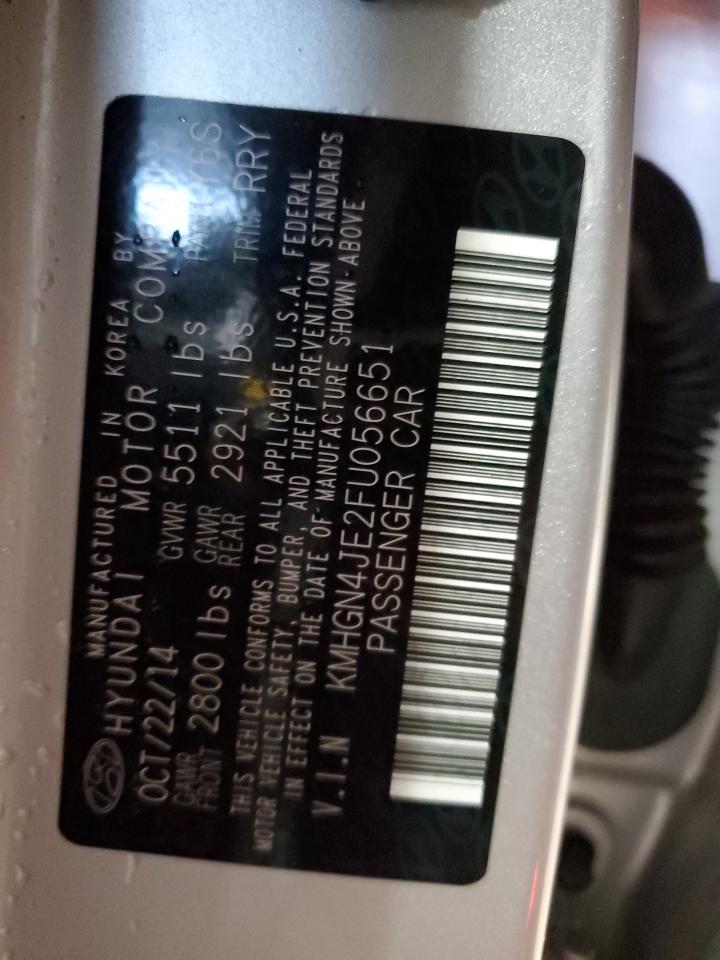 MANUFACTURED IN KOREA BY
HYUNDAI MOTOR COMPANY
OCT/22/14 GVWR 5511 lbs PAINT Y6S
GAWR FRONT 2800 lbs GAWR REAR 2921 lbs TRIM RRY
THIS VEHICLE CONFORMS TO ALL APPLICABLE U.S.A. FEDERAL
MOTOR VEHICLE SAFETY, BUMPER, AND THEFT PREVENTION STANDARDS
IN EFFECT ON THE DATE OF MANUFACTURE SHOWN ABOVE.
V.I.N KMHGN4JE2FU056651
PASSENGER CAR